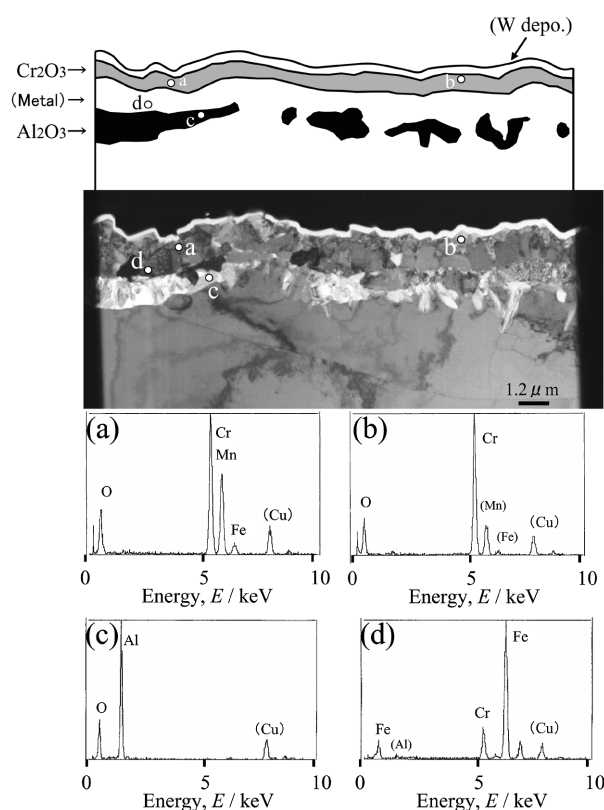 (W depo.)
Cr2O3→
(Metal) →
Al2O3→
a
b
d
c
a
b
d
c
1.2μm
(a)
Cr
Mn
O
Fe
(Cu)
0 5 10
Energy, E / keV
(b)
Cr
O
(Mn)
(Fe)
(Cu)
0 5 10
Energy, E / keV
(c)
Al
O
(Cu)
0 5 10
Energy, E / keV
(d)
Fe
Fe
(Al)
Cr
(Cu)
0 5 10
Energy, E / keV